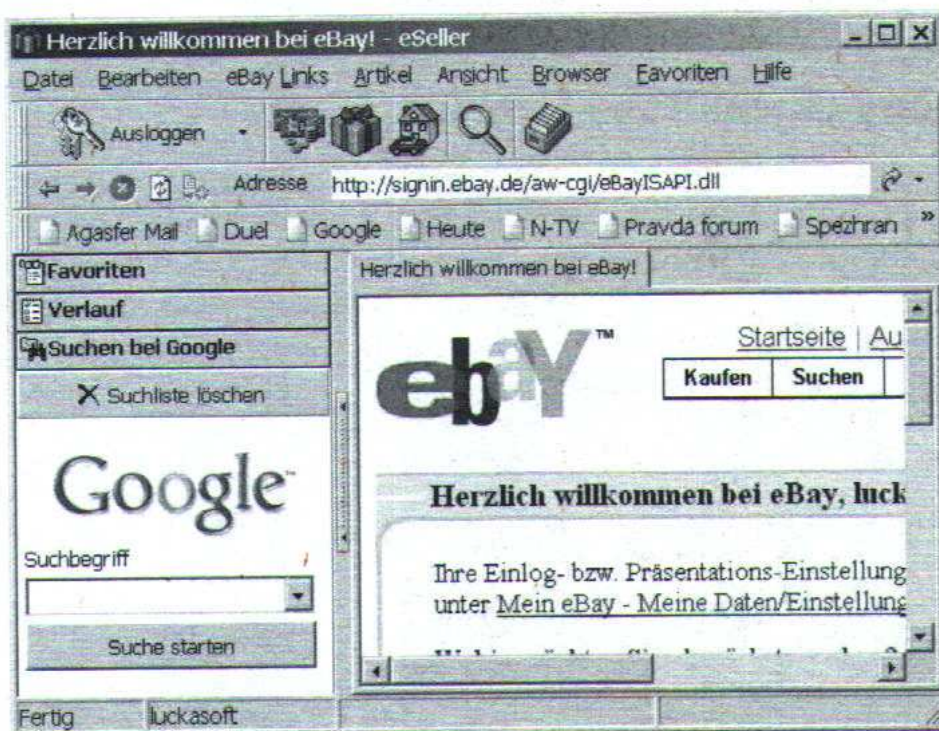 Herzlich willkommen bei eBay! - eSeller
Datei Bearbeiten eBay Links Artikel Ansicht Browser Favoriten Hilfe
Ausloggen
Adresse http://signin.ebay.de/aw-cgi/eBayISAPI.dll
Agasfer Mail Duel Google Heute N-TV Pravda forum Spezhran »
Favoriten
Verlauf
Suchen bei Google
Suchliste löschen
Google™
Suchbegriff
Suche starten
Herzlich willkommen bei eBay!
ebaY™
Startseite | Au
Kaufen Suchen
Herzlich willkommen bei eBay, luck
Ihre Einlog- bzw. Präsentations-Einstellung
unter Mein eBay - Meine Daten/Einstellung
Fertig luckasoft